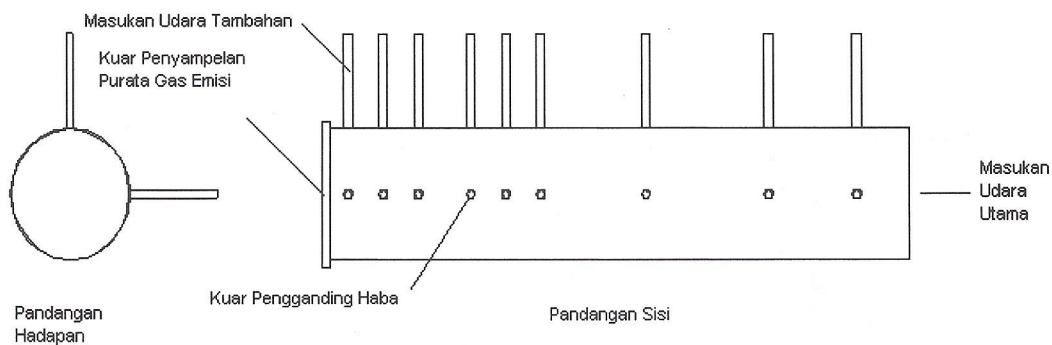 Masukan Udara Tambahan
Kuar Penyampelan
Purata Gas Emisi
Masukan
Udara
Utama
Kuar Pengganding Haba
Pandangan
Hadapan
Pandangan Sisi